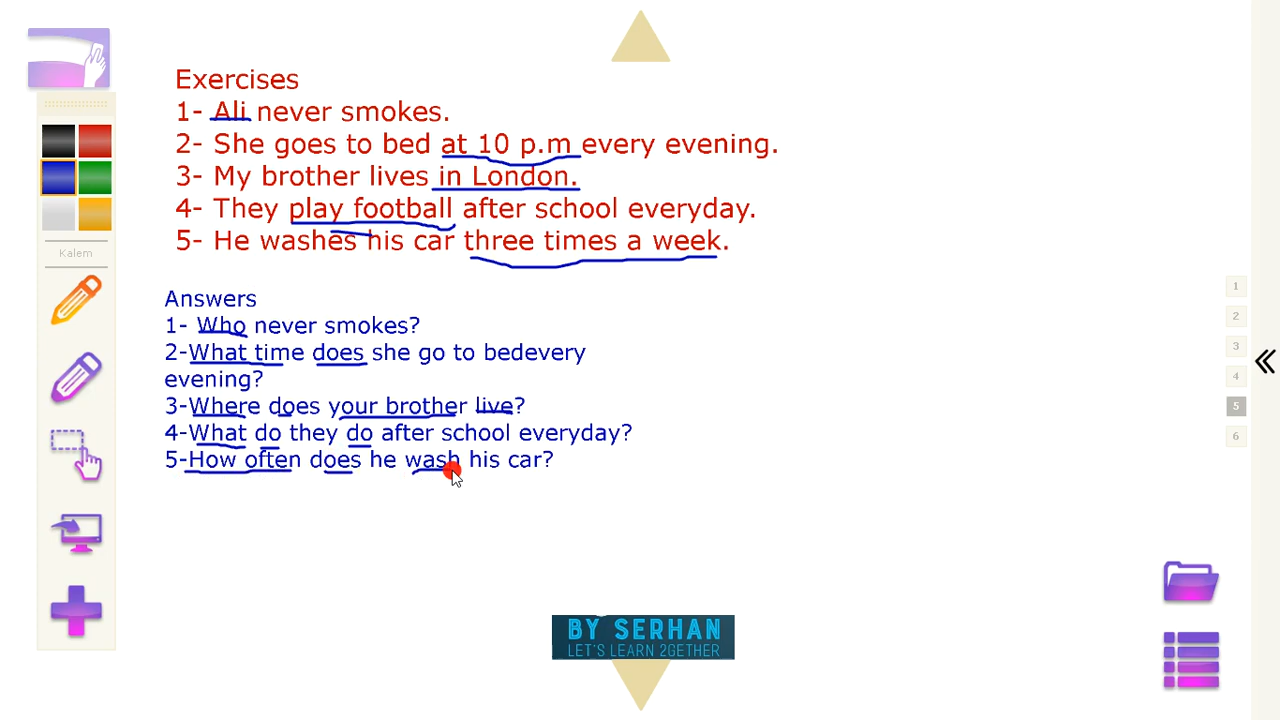 Exercises
1- Ali never smokes.
2- She goes to bed at 10 p.m every evening.
3- My brother lives in London.
4- They play football after school everyday.
5- He washes his car three times a week.
Kalem
Answers
1- Who never smokes?
2-What time does she go to bedevery
evening?
3-Where does your brother live?
4-What do they do after school everyday?
5-How often does he wash his car?
1
2
3
4
5
6
BY SERHAN
LET'S LEARN 2GETHER